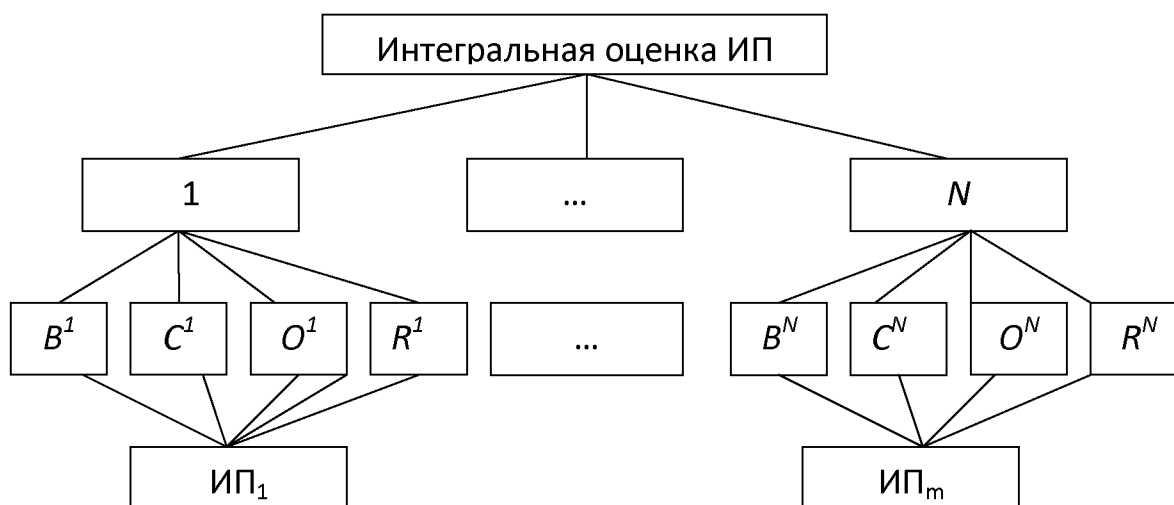 Интегральная оценка ИП
1 ... N
B¹ C¹ O¹ R¹ ... Bᴺ Cᴺ Oᴺ Rᴺ
ИП₁ ИПₘ